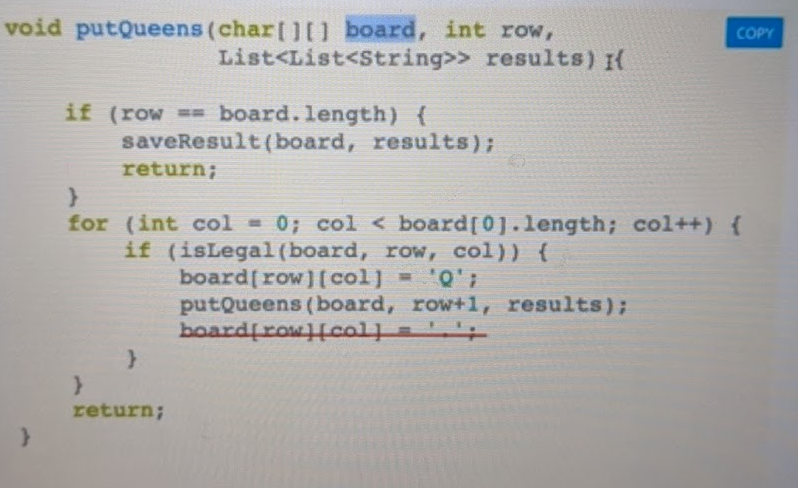 void putQueens(char[][] board, int row,
COPY
List<List<String>> results) {
if (row == board.length) {
saveResult(board, results);
return;
}
for (int col = 0; col < board[0].length; col++) {
if (isLegal(board, row, col)) {
board[row][col] = 'Q';
putQueens(board, row+1, results);
board[row][col] = '.';
}
}
return;
}